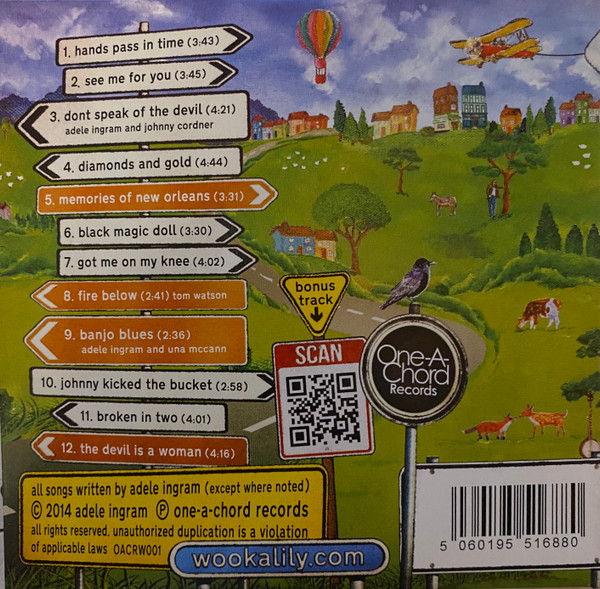 1. hands pass in time (3:43)
2. see me for you (3:45)
3. dont speak of the devil (4:21)
adele ingram and johnny cordner
4. diamonds and gold (4:44)
5. memories of new orleans (3:31)
6. black magic doll (3:30)
7. got me on my knee (4:02)
8. fire below (2:41) tom watson
9. banjo blues (2:36)
adele ingram and una mccann
10. johnny kicked the bucket (2:58)
11. broken in two (4:01)
12. the devil is a woman (4:16)
bonus
track
SCAN
One-A-
Chord
Records
all songs written by adele ingram (except where noted)
© 2014 adele ingram ℗ one-a-chord records
all rights reserved. unauthorized duplication is a violation
of applicable laws OACRW001
wookalily.com
5 060195 516880